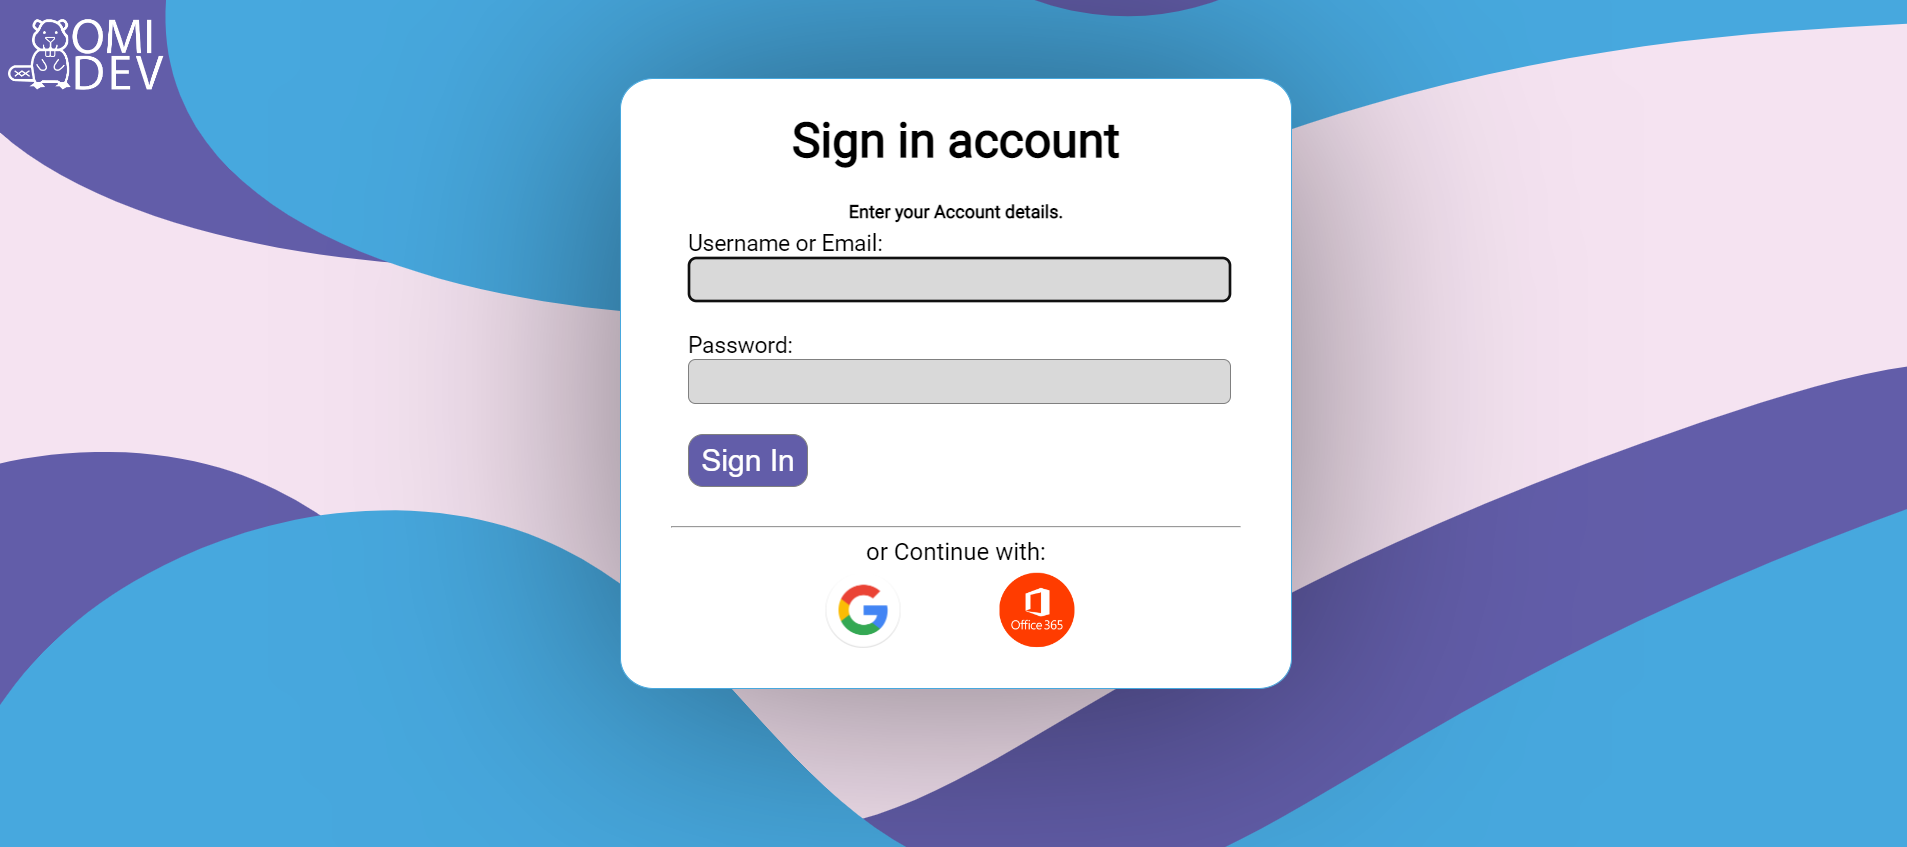 OMI
DEV
Sign in account
Enter your Account details.
Username or Email:
Password:
Sign In
or Continue with:
Office 365